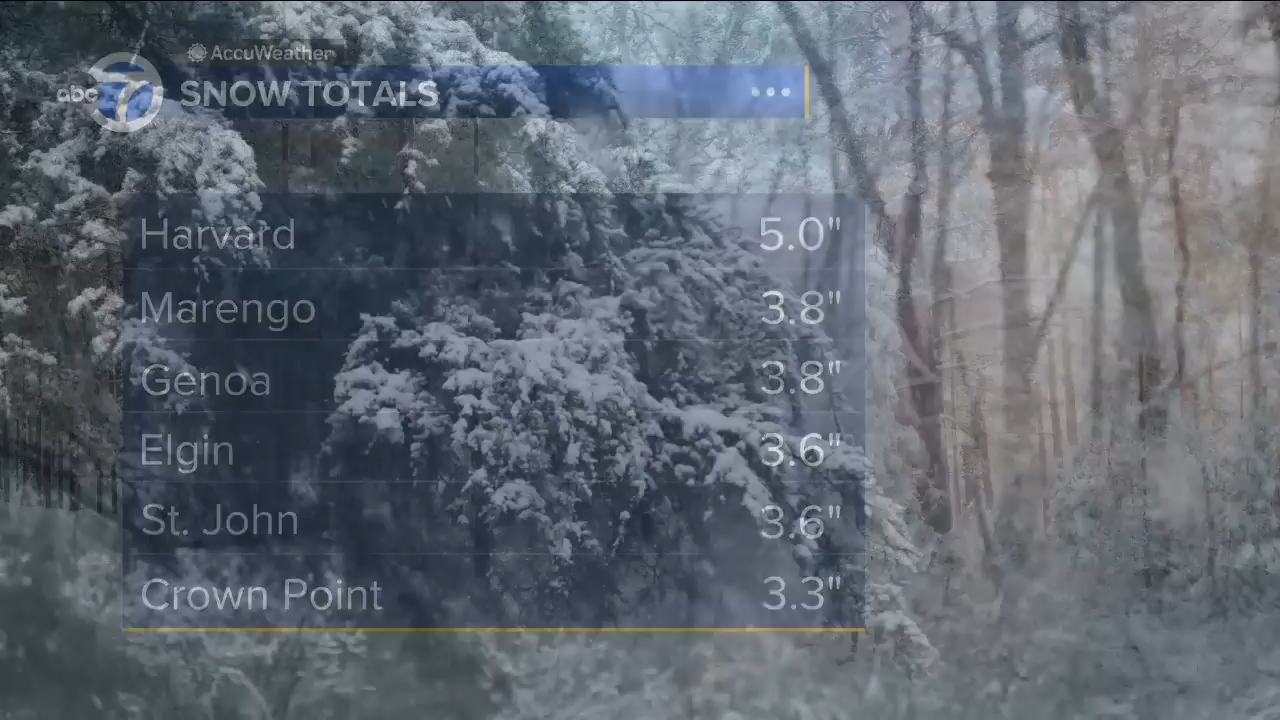 AccuWeather
abc 7 SNOW TOTALS
Harvard 5.0"
Marengo 3.8"
Genoa 3.8"
Elgin 3.6"
St. John 3.6"
Crown Point 3.3"